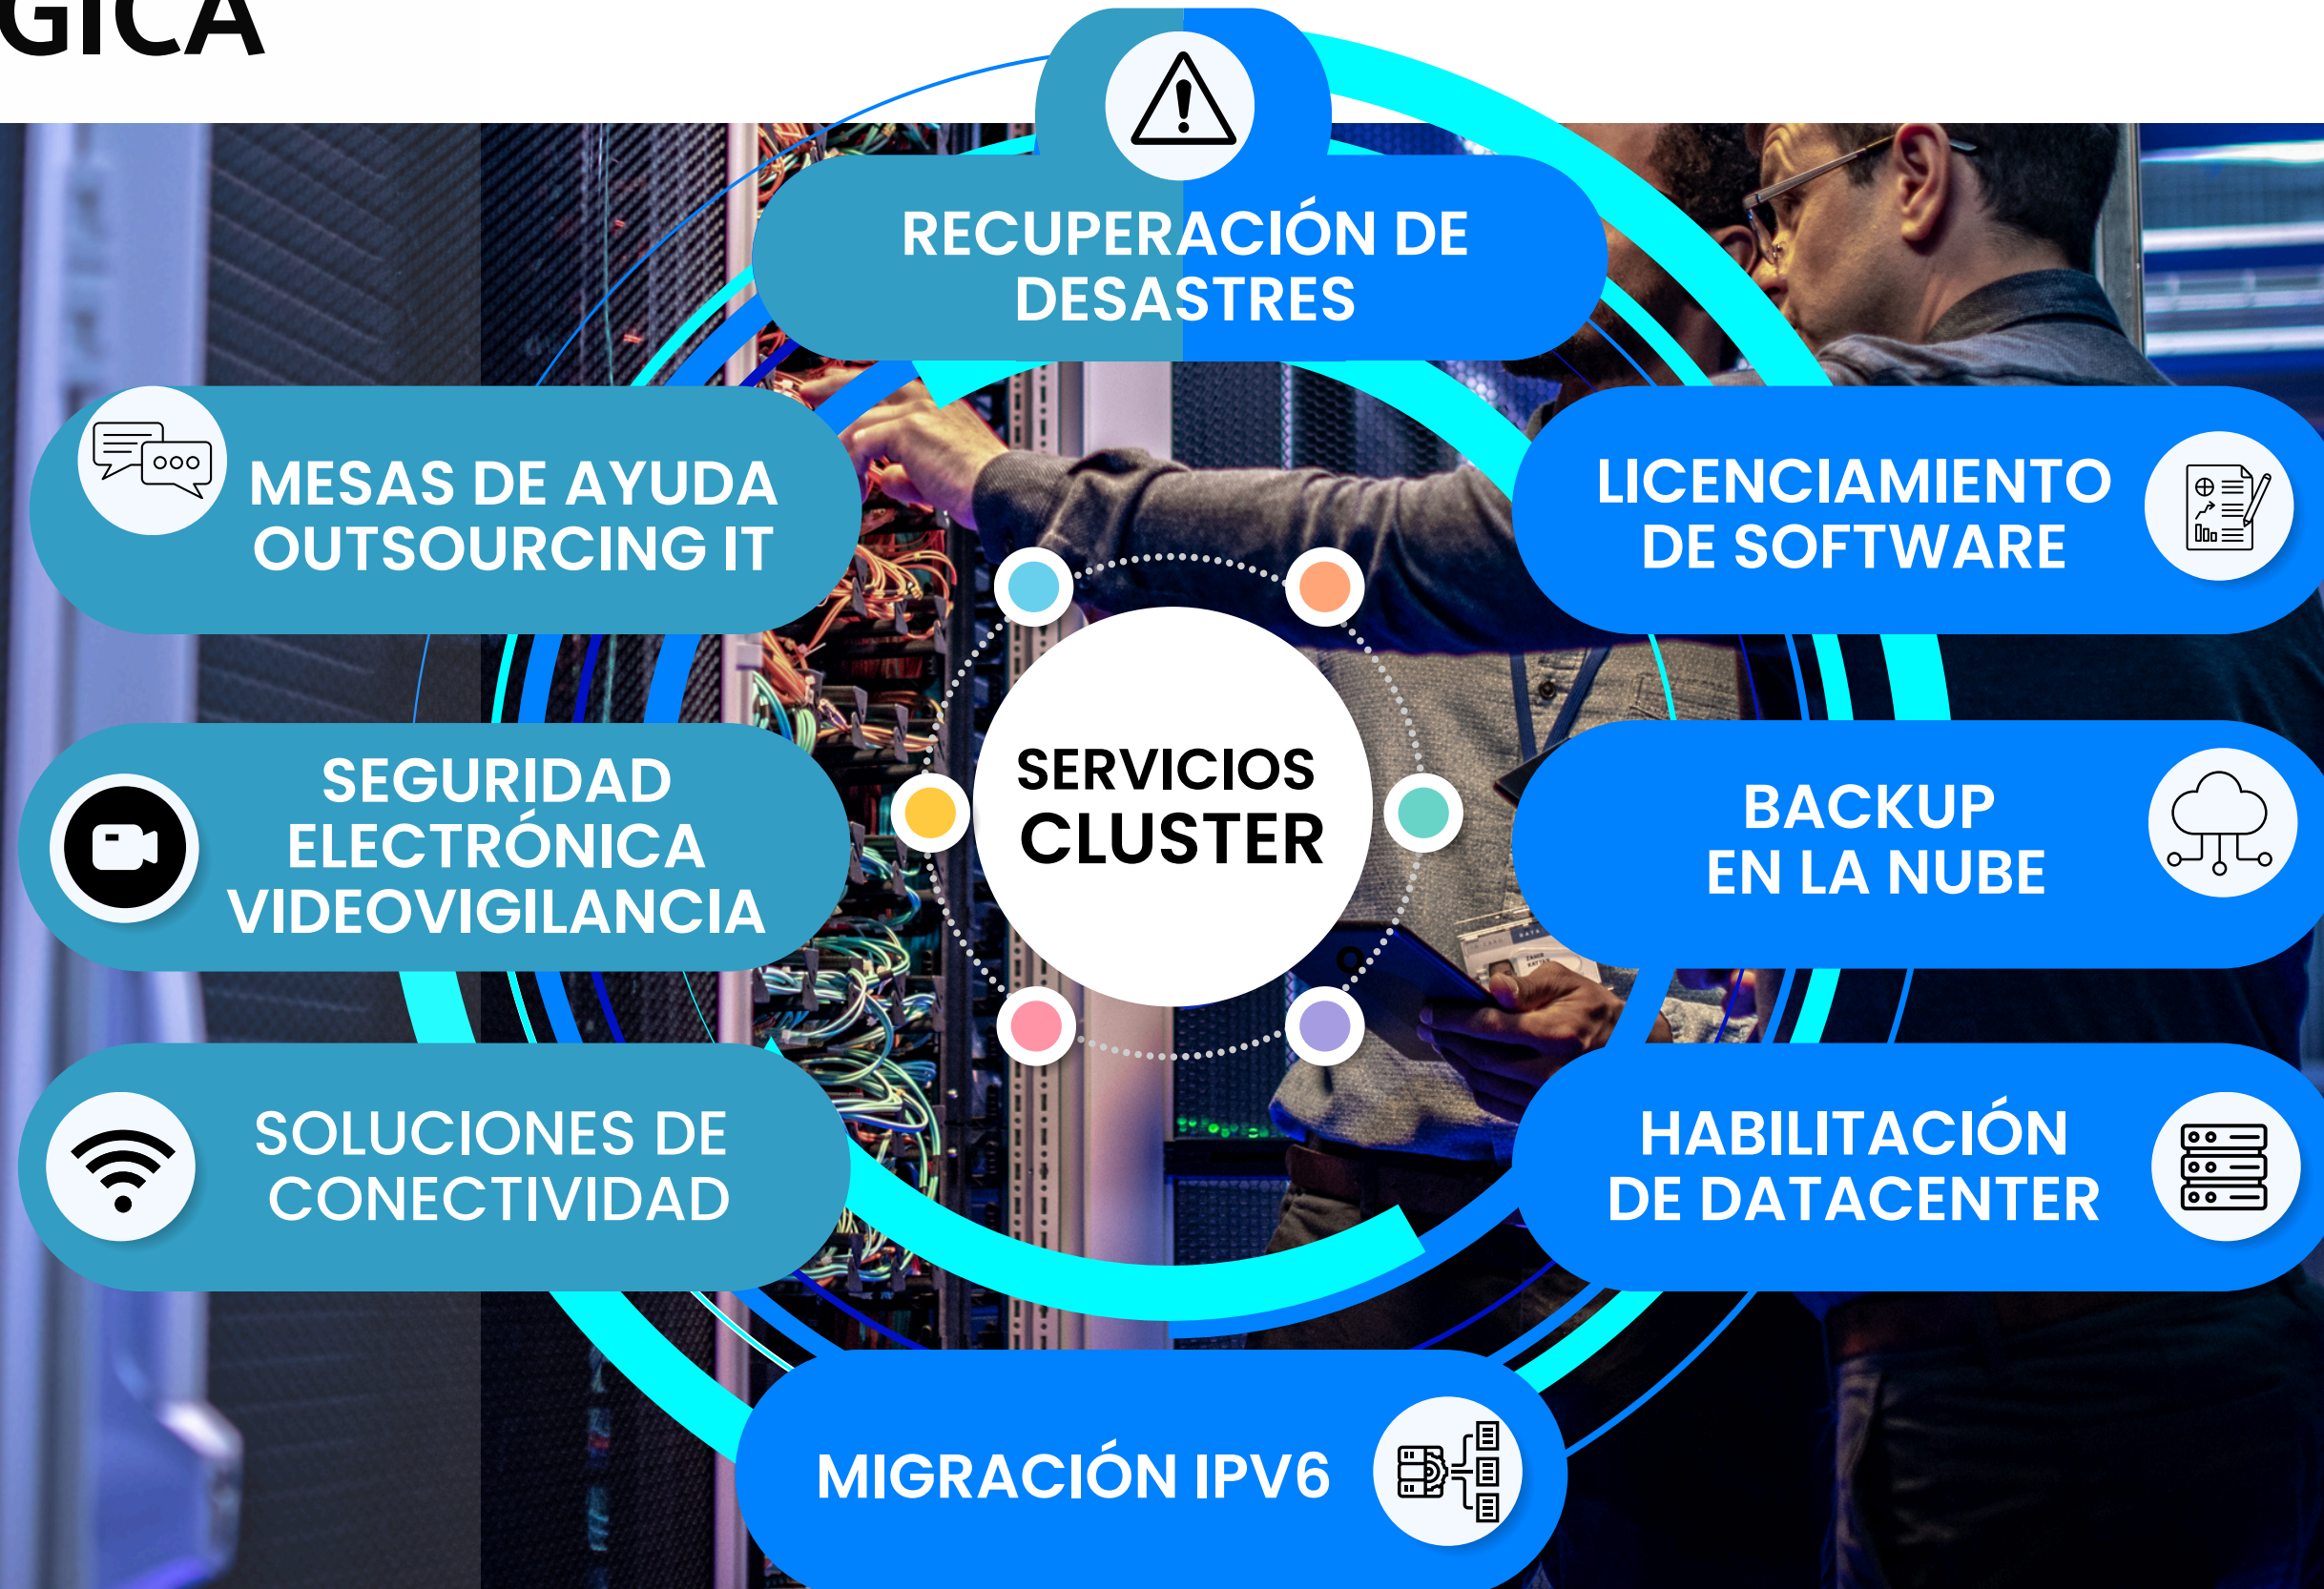 GICA
RECUPERACIÓN DE
DESASTRES
MESAS DE AYUDA
OUTSOURCING IT
LICENCIAMIENTO
DE SOFTWARE
SERVICIOS
CLUSTER
SEGURIDAD
ELECTRÓNICA
VIDEOVIGILANCIA
BACKUP
EN LA NUBE
SOLUCIONES DE
CONECTIVIDAD
HABILITACIÓN
DE DATACENTER
MIGRACIÓN IPV6